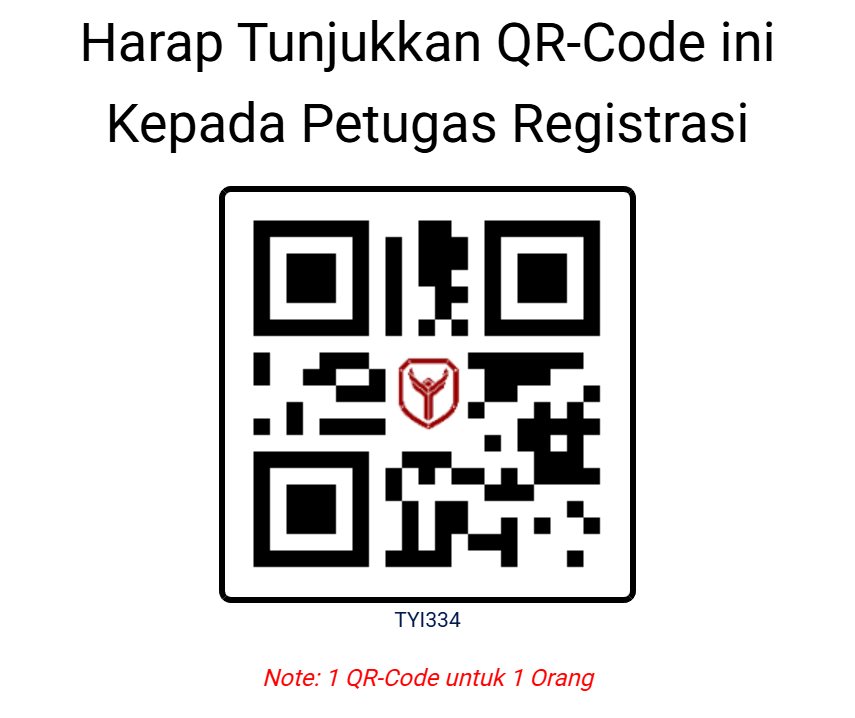 Harap Tunjukkan QR-Code ini
Kepada Petugas Registrasi
TYI334
Note: 1 QR-Code untuk 1 Orang